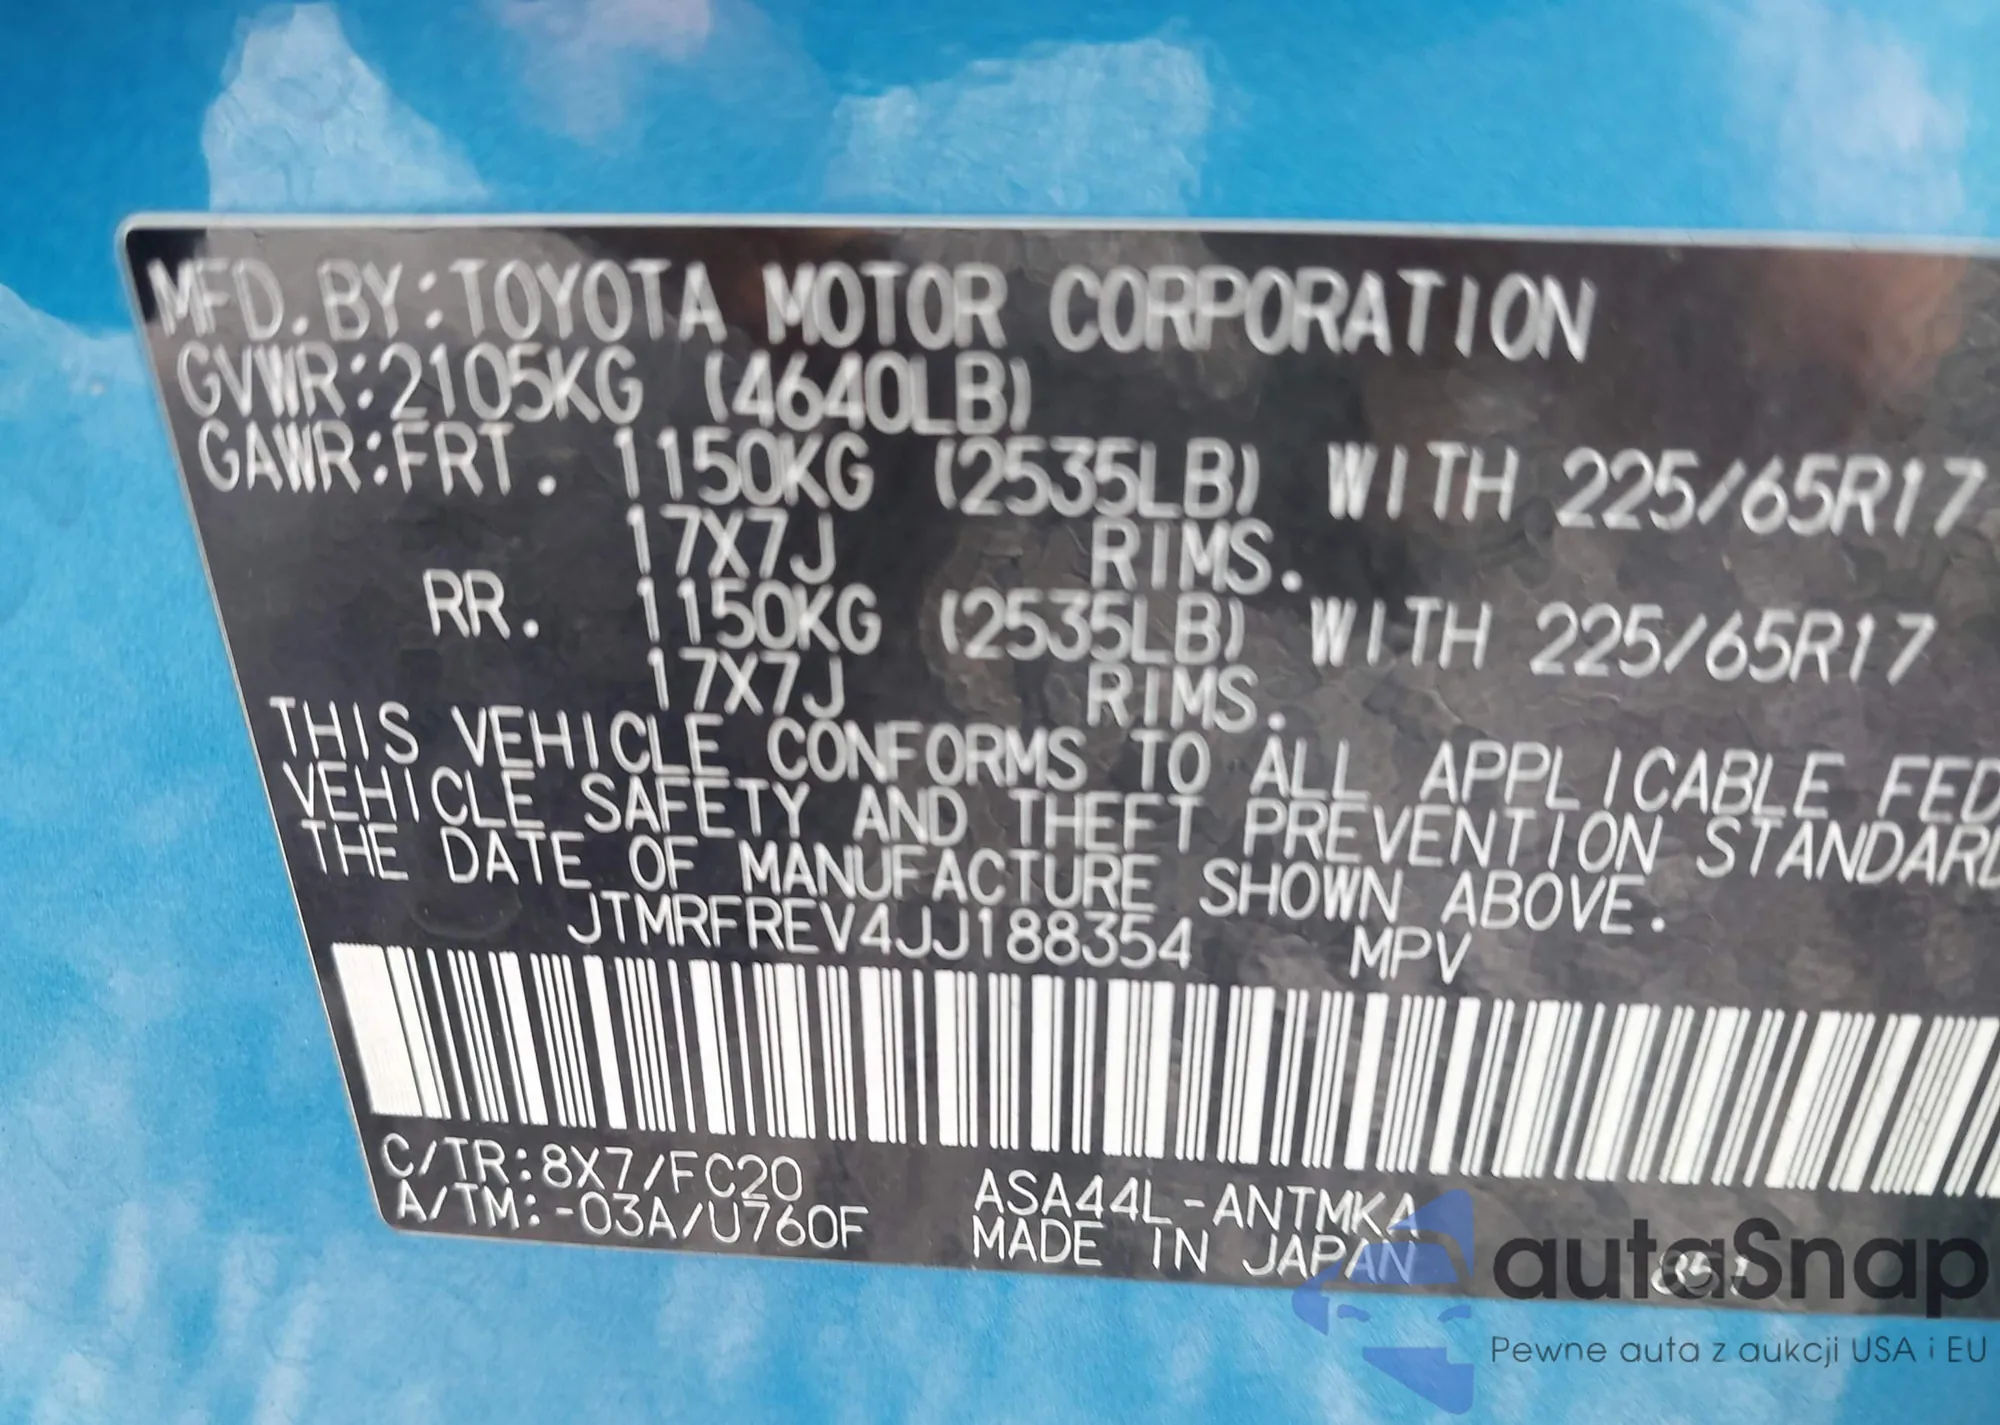 MFD. BY:TOYOTA MOTOR CORPORATION
GVWR:2105KG (4640LB)
GAWR:FRT. 1150KG (2535LB) WITH 225/65R17
17X7J RIMS.
RR. 1150KG (2535LB) WITH 225/65R17
17X7J RIMS.
THIS VEHICLE CONFORMS TO ALL APPLICABLE FED
VEHICLE SAFETY AND THEFT PREVENTION STANDARD
THE DATE OF MANUFACTURE SHOWN ABOVE.
JTMRFREV4JJ188354 MPV
C/TR:8X7/FC20 ASA44L-ANTMKA
A/TM:-03A/U760F MADE IN JAPAN
autaSnap
Pewne auta z aukcji USA i EU